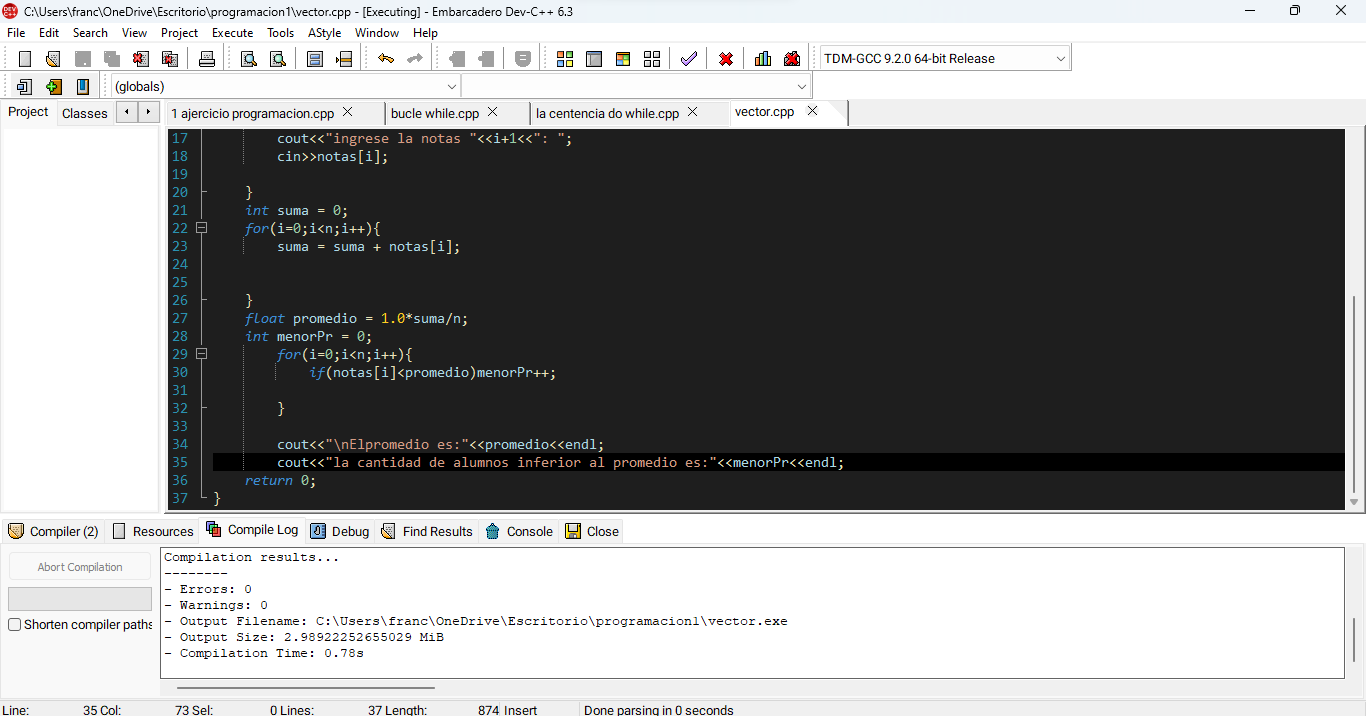 C:\Users\franc\OneDrive\Escritorio\programacion1\vector.cpp - [Executing] - Embarcadero Dev-C++ 6.3
File Edit Search View Project Execute Tools AStyle Window Help
TDM-GCC 9.2.0 64-bit Release
(globals)
Project Classes 1 ajercicio programacion.cpp bucle while.cpp la centencia do while.cpp vector.cpp
17 cout<<"ingrese la notas "<<i+1<<": ";
18 cin>>notas[i];
19
20 }
21 int suma = 0;
22 for(i=0;i<n;i++){
23 suma = suma + notas[i];
24
25
26 }
27 float promedio = 1.0*suma/n;
28 int menorPr = 0;
29 for(i=0;i<n;i++){
30 if(notas[i]<promedio)menorPr++;
31
32 }
33
34 cout<<"\nElpromedio es:"<<promedio<<endl;
35 cout<<"la cantidad de alumnos inferior al promedio es:"<<menorPr<<endl;
36 return 0;
37 }
Compiler (2) Resources Compile Log Debug Find Results Console Close
Abort Compilation
Shorten compiler paths
Compilation results...
--------
- Errors: 0
- Warnings: 0
- Output Filename: C:\Users\franc\OneDrive\Escritorio\programacion1\vector.exe
- Output Size: 2.98922252655029 MiB
- Compilation Time: 0.78s
Line: 35 Col: 73 Sel: 0 Lines: 37 Length: 874 Insert Done parsing in 0 seconds